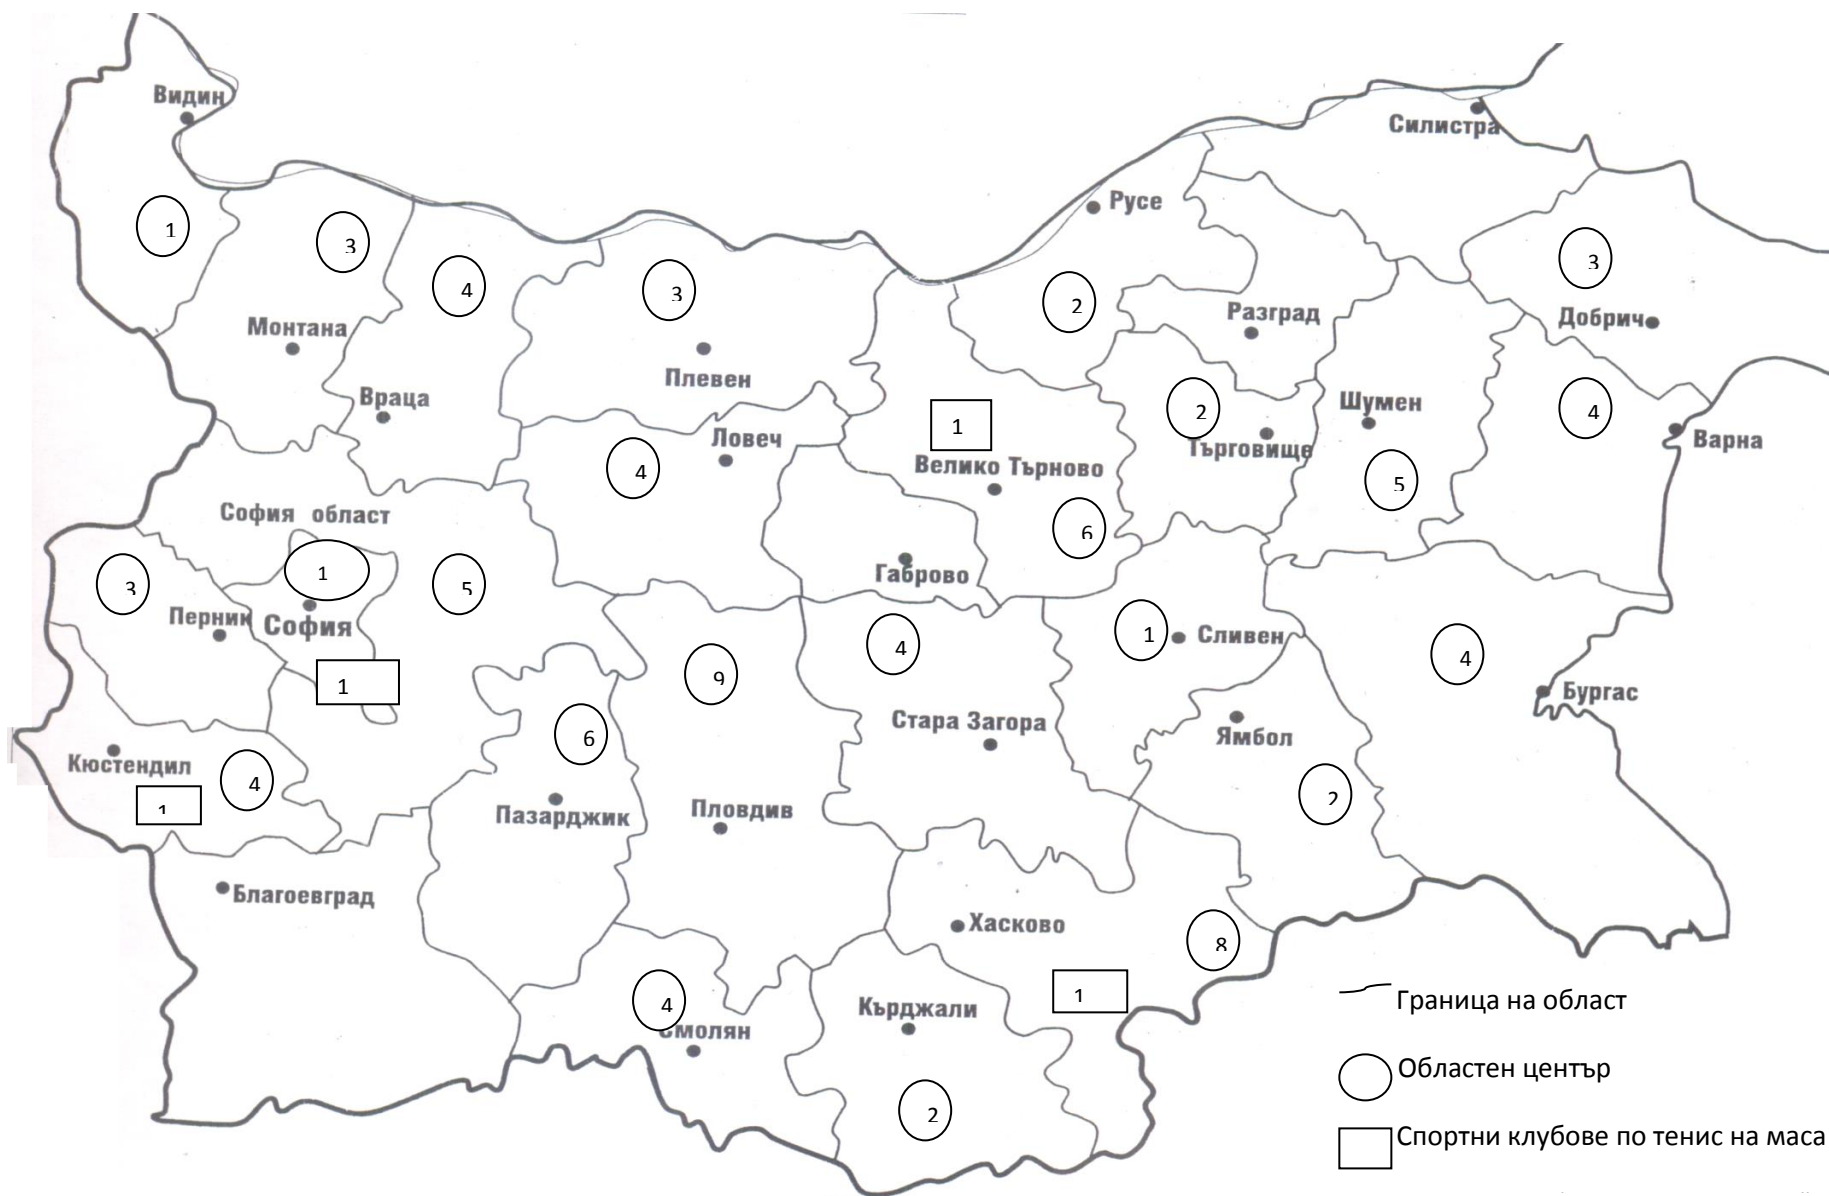 Видин
Силистра
Русе
1
3
4
3
2
3
Разград
Добрич
Монтана
Плевен
Враца
1
2
Шумен
4
Варна
Ловеч
Търговище
4
Велико Търново
5
София област
6
1
3
5
Габрово
Перник
София
1
Сливен
4
4
1
9
Бургас
Стара Загора
Ямбол
6
Кюстендил
4
1
2
Пазарджик
Пловдив
Благоевград
Хасково
8
4
1
Граница на област
Кърджали
Смолян
Областен център
2
Спортни клубове по тенис на маса